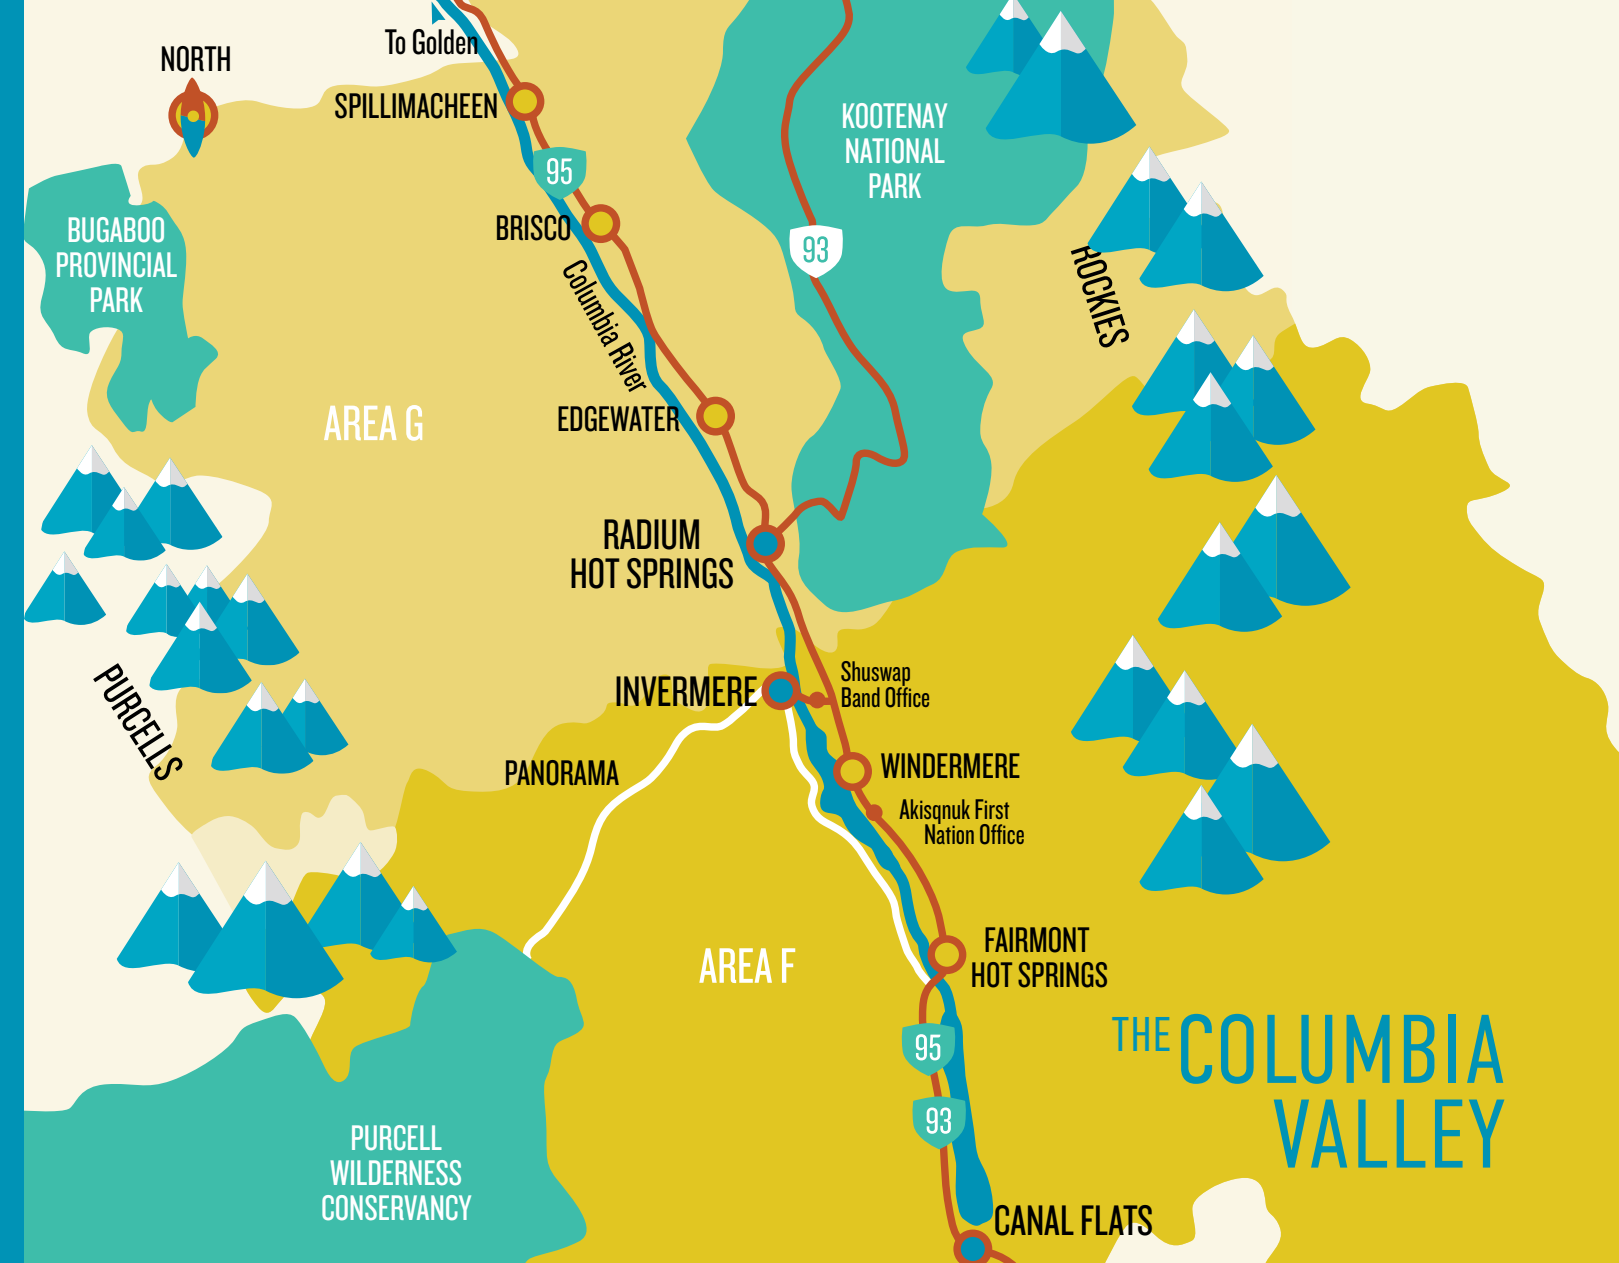 To Golden
NORTH
SPILLIMACHEEN
KOOTENAY
NATIONAL
PARK
95
BUGABOO
PROVINCIAL
PARK
BRISCO
93
ROCKIES
Columbia River
EDGEWATER
AREA G
RADIUM
HOT SPRINGS
PURCELLS
INVERMERE
Shuswap
Band Office
PANORAMA
WINDERMERE
Akisqnuk First
Nation Office
AREA F
FAIRMONT
HOT SPRINGS
95
THE COLUMBIA
VALLEY
93
PURCELL
WILDERNESS
CONSERVANCY
CANAL FLATS